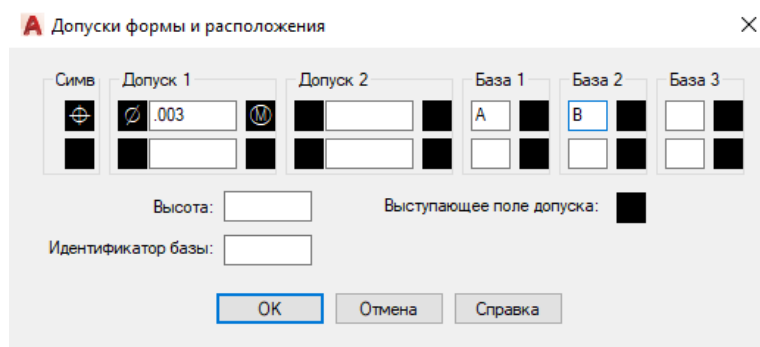 Допуски формы и расположения
Симв Допуск 1 Допуск 2 База 1 База 2 База 3
⌖ ∅ .003 Ⓜ A B
Высота: Выступающее поле допуска:
Идентификатор базы:
OK Отмена Справка